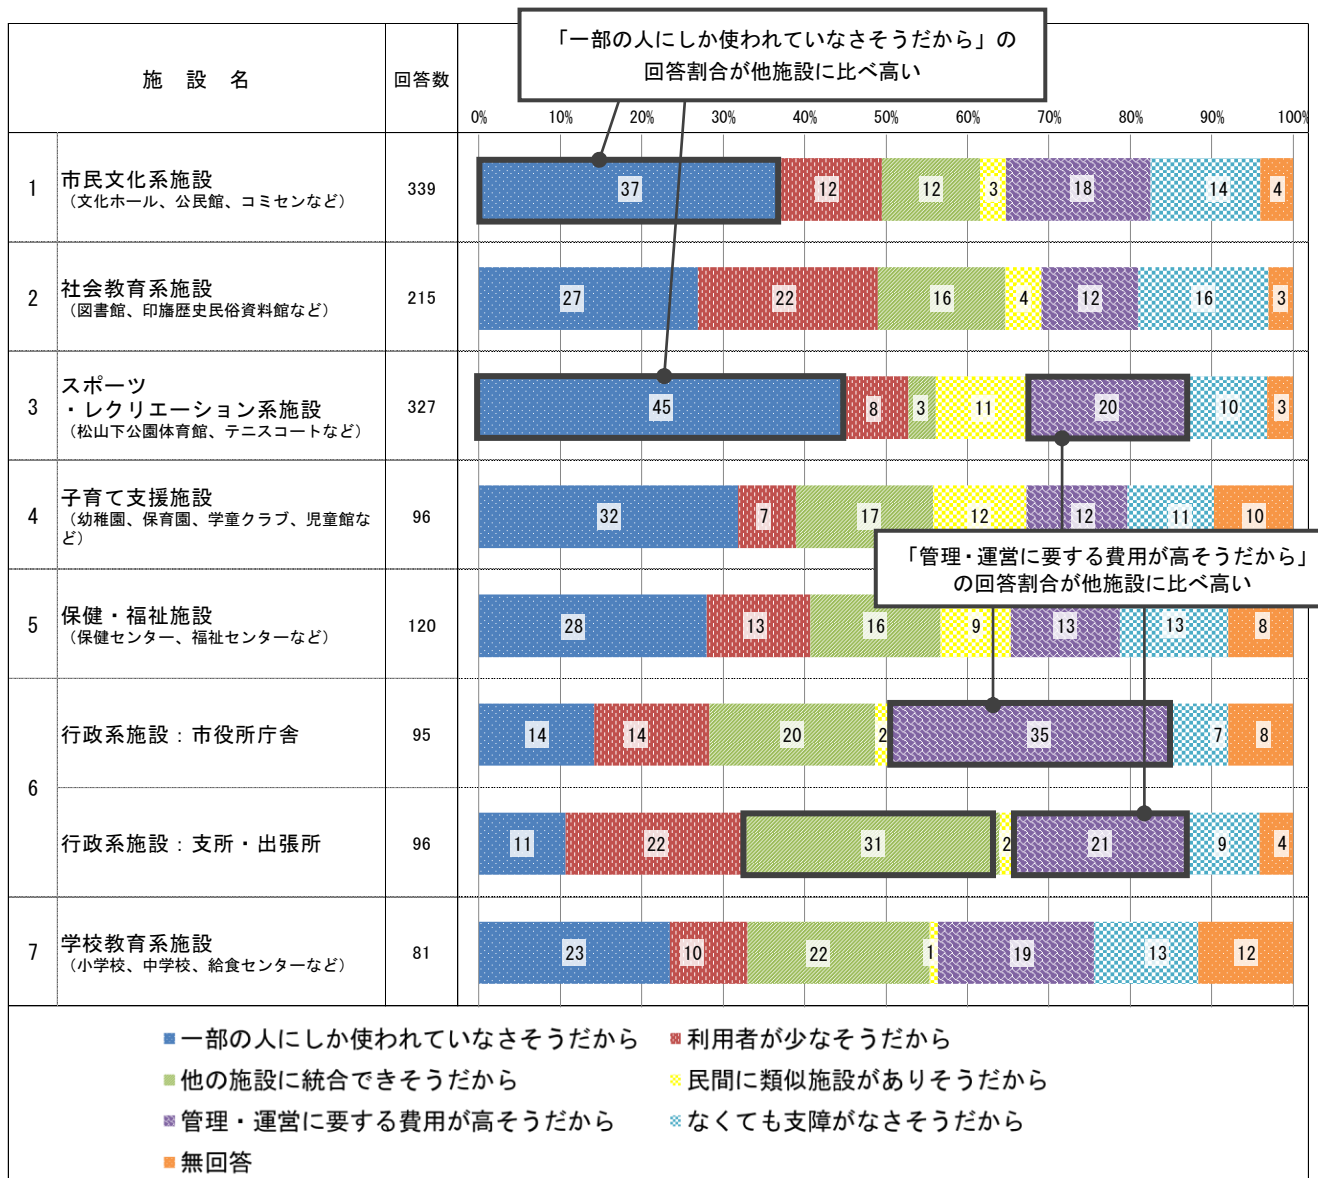 「一部の人にしか使われていなさそうだから」の
回答割合が他施設に比べ高い
施 設 名
回答数
0% 10% 20% 30% 40% 50% 60% 70% 80% 90% 100%
1 市民文化系施設 339 37 12 12 3 18 14 4
（文化ホール、公民館、コミセンなど）
2 社会教育系施設 215 27 22 16 4 12 16 3
（図書館、印旛歴史民俗資料館など）
スポーツ
3 ・レクリエーション系施設 327 45 8 3 11 20 10 3
（松山下公園体育館、テニスコートなど）
4 子育て支援施設 96 32 7 17 12 12 11 10
（幼稚園、保育園、学童クラブ、児童館な
ど）
「管理・運営に要する費用が高そうだから」
の回答割合が他施設に比べ高い
5 保健・福祉施設 120 28 13 16 9 13 13 8
（保健センター、福祉センターなど）
6
行政系施設：市役所庁舎 95 14 14 20 2 35 7 8
行政系施設：支所・出張所 96 11 22 31 2 21 9 4
7 学校教育系施設 81 23 10 22 1 19 13 12
（小学校、中学校、給食センターなど）
一部の人にしか使われていなさそうだから 利用者が少なそうだから
他の施設に統合できそうだから 民間に類似施設がありそうだから
管理・運営に要する費用が高そうだから なくても支障がなさそうだから
無回答